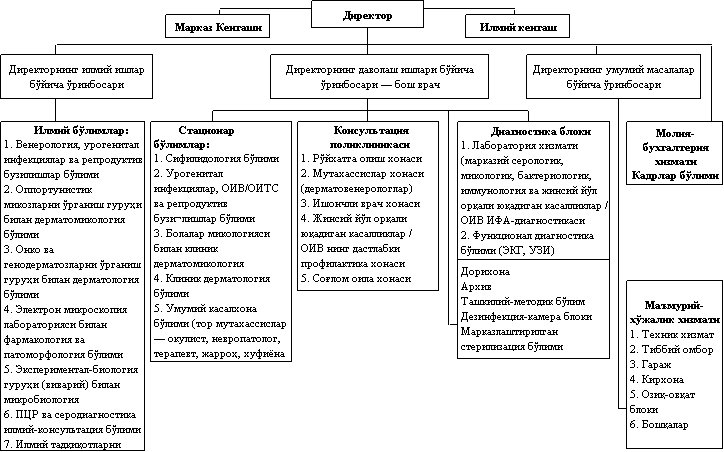 Директор
Марказ Кенгаши
Илмий кенгаш
Директорнинг илмий ишлар
бўйича ўринбосари
Директорнинг даволаш ишлари бўйича
ўринбосари — бош врач
Директорнинг умумий масалалар
бўйича ўринбосари
Илмий бўлимлар:
1. Венерология, урогенитал
инфекциялар ва репродуктив
бузилишлар бўлими
2. Оппортунистик
микозларни ўрганиш гуруҳи
билан дерматомикология
бўлими
3. Онко ва
генодерматозларни ўрганиш
гуруҳи билан дерматология
бўлими
4. Электрон микроскопия
лабораторияси билан
фармакология ва
патоморфология бўлими
5. Экспериментал-биология
гуруҳи (виварий) билан
микробиология
6. ПЦР ва серодиагностика
илмий-консультация бўлими
7. Илмий тадқиқотларни
Стационар
бўлимлар:
1. Сифилидология бўлими
2. Урогенитал
инфекциялар, ОИВ/ОИТС
ва репродуктив
бузи¬лишлар бўлими
3. Болалар микологияси
билан клиник
дерматомикология
4. Клиник дерматология
бўлими
5. Умумий касалхона
бўлими (тор мутахассислар
— окулист, невропатолог,
терапевт, жарроҳ, хуфиёна
Консультация
поликлиникаси
1. Рўйхатга олиш хонаси
2. Мутахассислар хонаси
(дерматовенерологлар)
3. Ишончли врач хонаси
4. Жинсий йўл орқали
юқадиган касалликлар /
ОИВ нинг дастлабки
профилактика хонаси
5. Соғлом оила хонаси
Диагностика блоки
1. Лаборатория хизмати
(марказий серологик,
микологик, бактериологик,
иммунология ва жинсий йўл
орқали юқадиган касалликлар /
ОИВ ИФА-диагностикаси
2. Функционал диагностика
бўлими (ЭКГ, УЗИ)
Дорихона
Архив
Ташкилий-методик бўлим
Дезинфекция-камера блоки
Марказлаштирилган
стерилизация бўлими
Молия-
бухгалтерия
хизмати
Кадрлар бўлими
Маъмурий-
хўжалик хизмати
1. Техник хизмат
2. Тиббий омбор
3. Гараж
4. Кирхона
5. Озиқ-овқат
блоки
6. Бошқалар